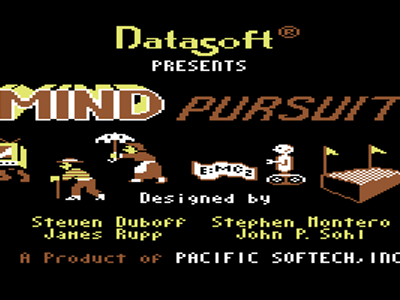 Datasoft®
PRESENTS
MIND PURSUIT
E=MC2
Designed by
Steven Duboff Stephen Montero
James Rupp John P. Sohl
A Product of PACIFIC SOFTECH, INC